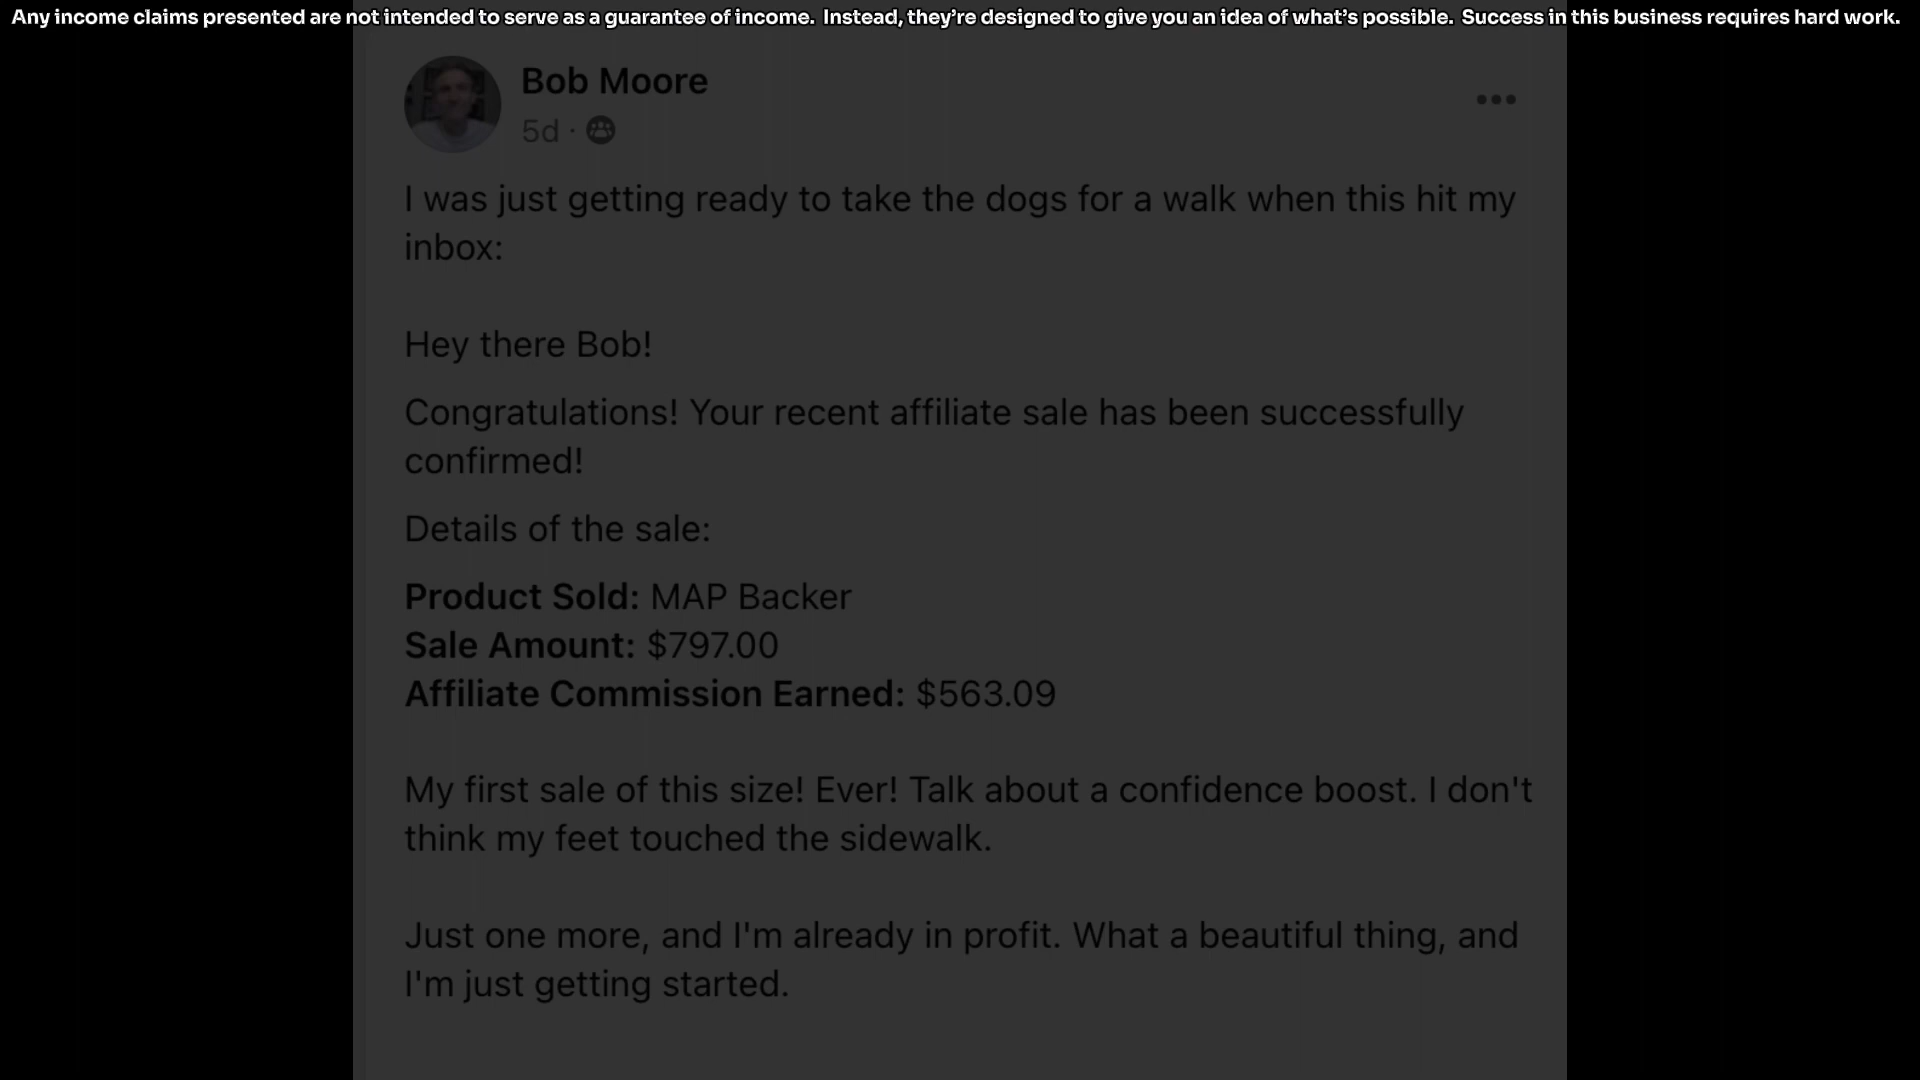 Any income claims presented are not intended to serve as a guarantee of income.  Instead, they’re designed to give you an idea of what’s possible.  Success in this business requires hard work.
Bob Moore
5d ·
I was just getting ready to take the dogs for a walk when this hit my
inbox:
Hey there Bob!
Congratulations! Your recent affiliate sale has been successfully
confirmed!
Details of the sale:
Product Sold: MAP Backer
Sale Amount: $797.00
Affiliate Commission Earned: $563.09
My first sale of this size! Ever! Talk about a confidence boost. I don't
think my feet touched the sidewalk.
Just one more, and I'm already in profit. What a beautiful thing, and
I'm just getting started.